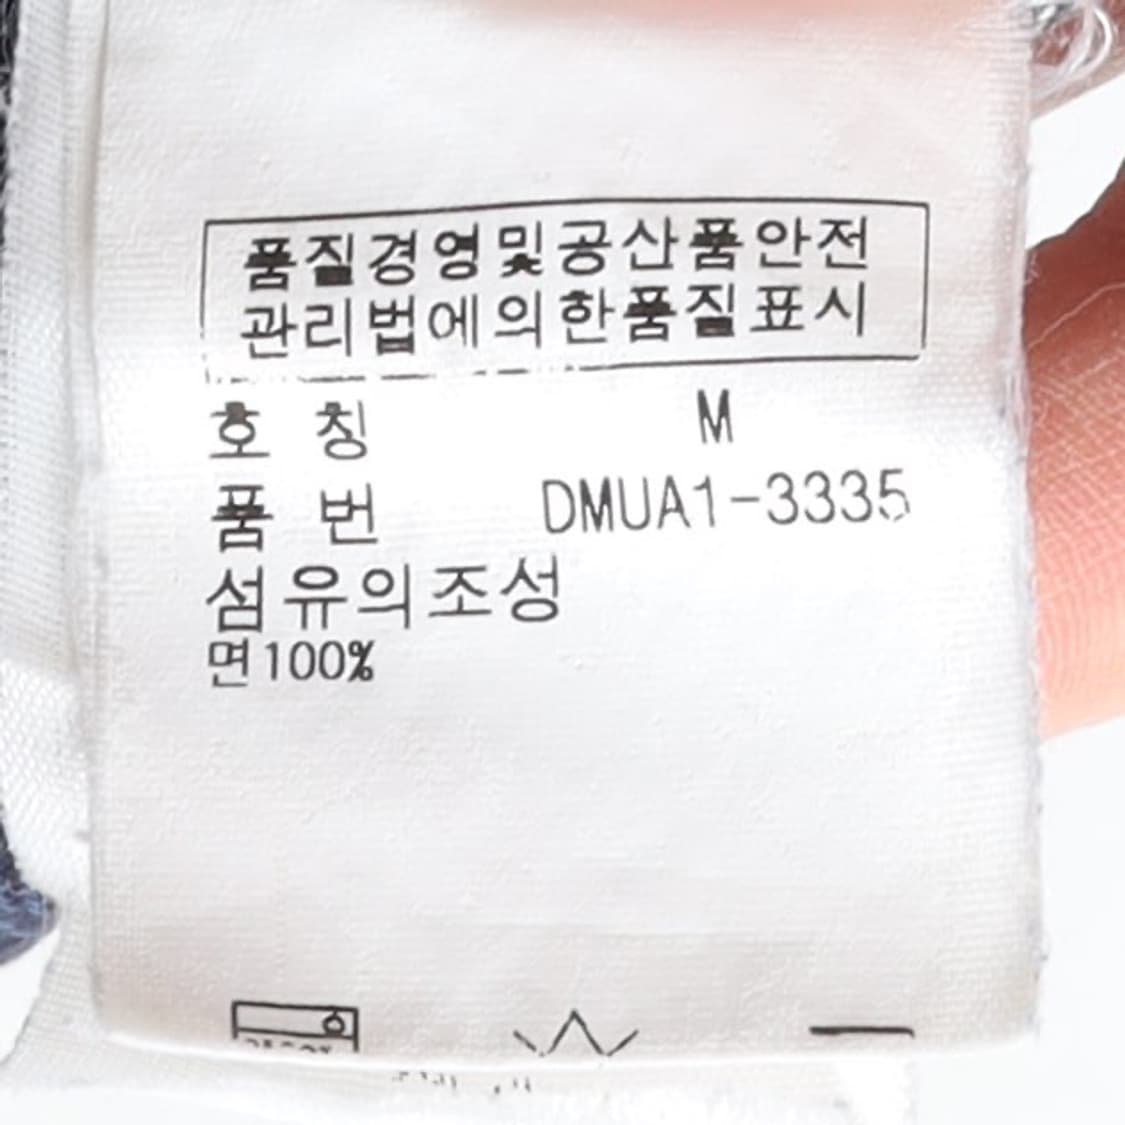 품질경영및공산품안전
관리법에의한품질표시
호 칭 M
품 번 DMUA1-3335
섬유의조성
면100%